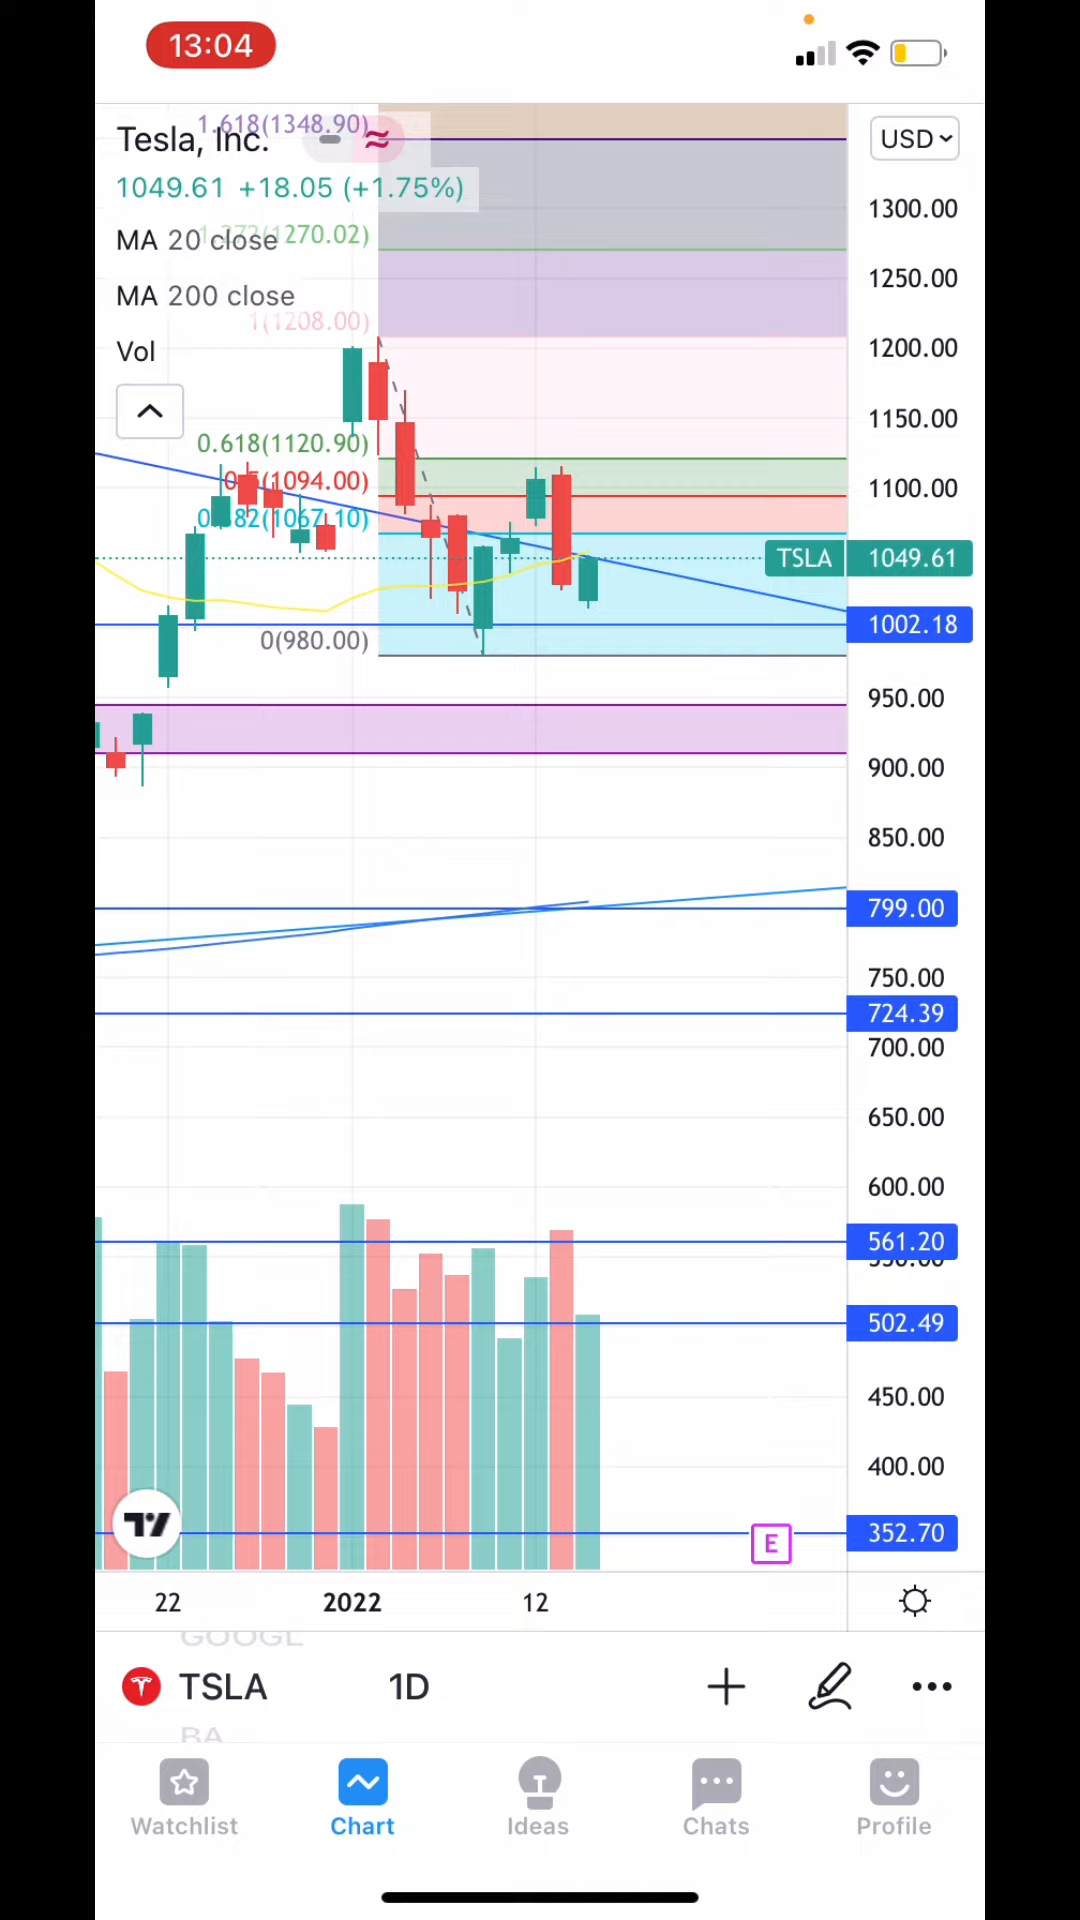 13:04
1.618(1348.90)
Tesla, Inc.
USD
1049.61 +18.05 (+1.75%)
1300.00
MA 20 close
1.272(1270.02)
1250.00
MA 200 close
1(1208.00)
Vol
1200.00
1150.00
0.618(1120.90)
0.5(1094.00)
1100.00
0.382(1067.10)
TSLA 1049.61
1002.18
0(980.00)
950.00
900.00
850.00
799.00
750.00
724.39
700.00
650.00
600.00
561.20
550.00
502.49
450.00
400.00
352.70
E
22 2022 12
GOOGL
TSLA 1D
BA
Watchlist Chart Ideas Chats Profile